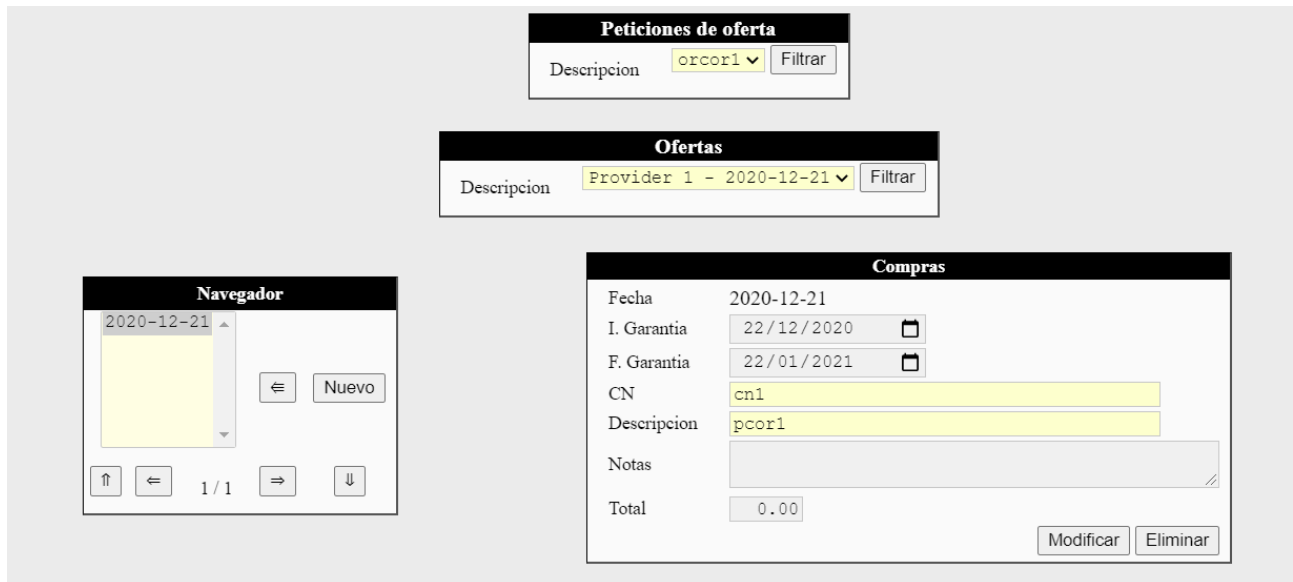 Peticiones de oferta
Descripcion orcor1 Filtrar
Ofertas
Descripcion Provider 1 - 2020-12-21 Filtrar
Navegador
2020-12-21
⇚ Nuevo
⇑ ⇐ 1 / 1 ⇒ ⇓
Compras
Fecha 2020-12-21
I. Garantia 22/12/2020
F. Garantia 22/01/2021
CN cn1
Descripcion pcor1
Notas
Total 0.00
Modificar Eliminar